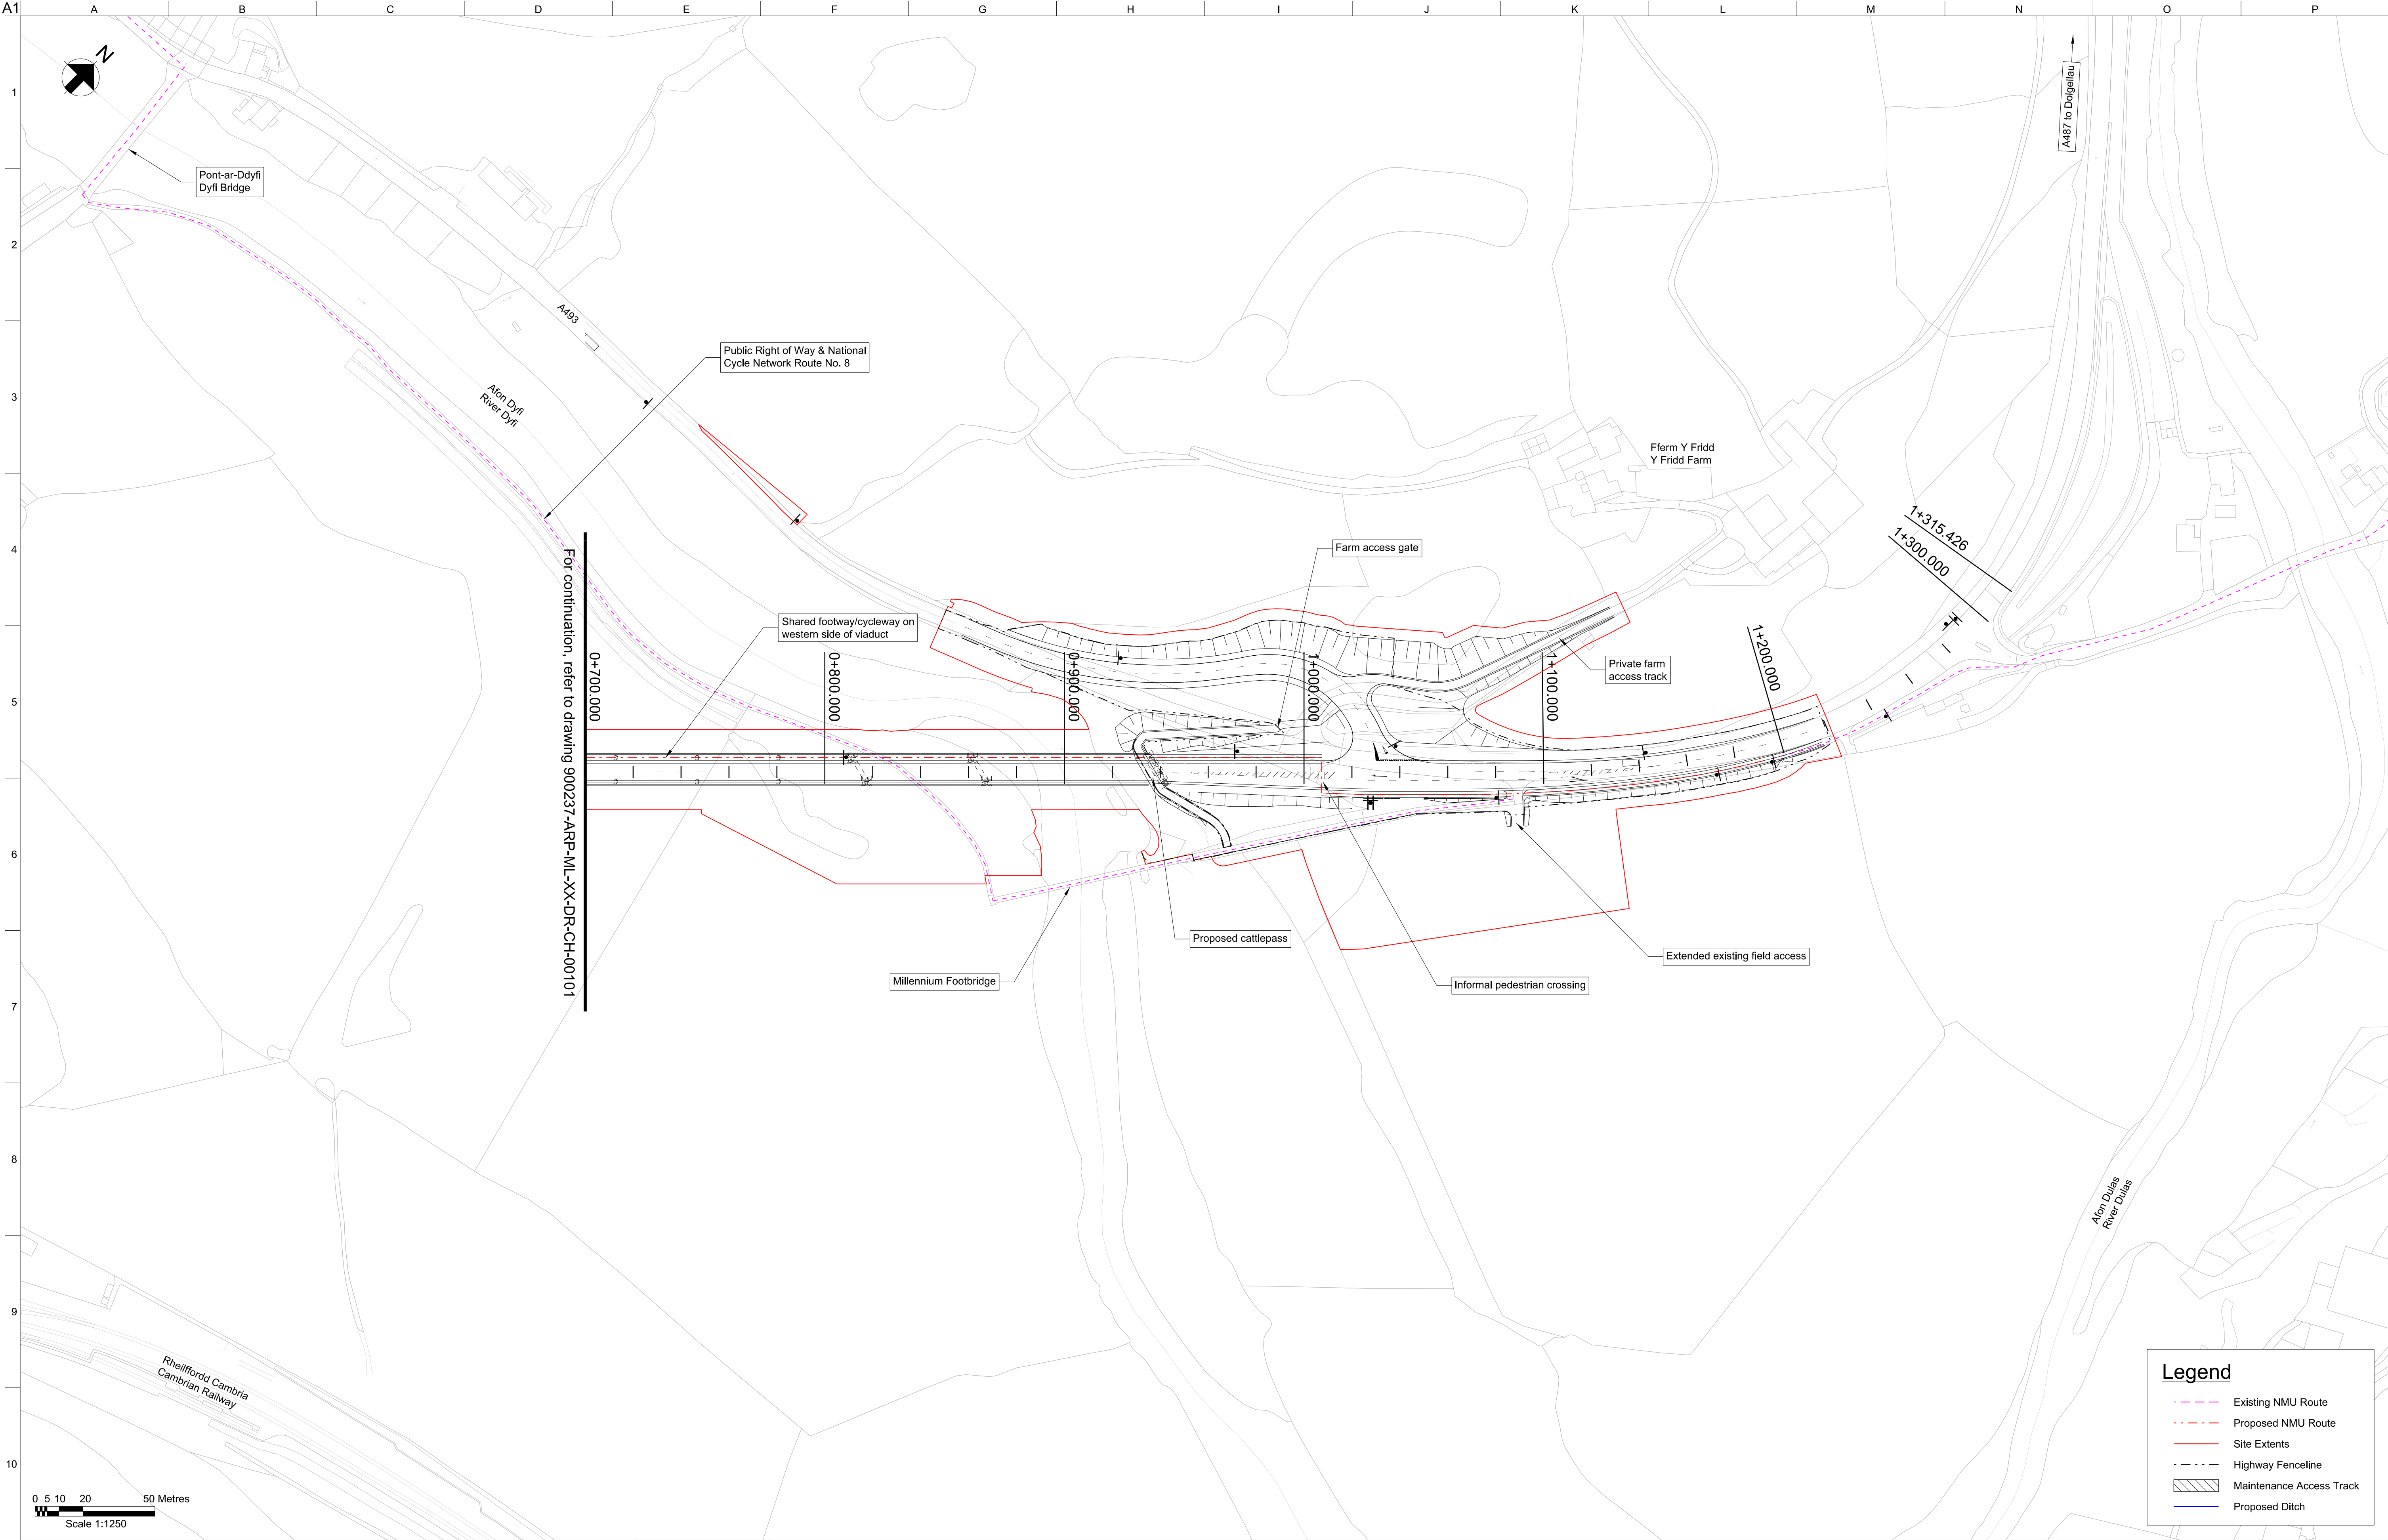 A1
A B C D E F G H I J K L M N O P
1
2
3
4
5
6
7
8
9
10
N
A487 to Dolgellau
Pont-ar-Ddyfi
Dyfi Bridge
A493
Public Right of Way & National
Cycle Network Route No. 8
Afon Dyfi
River Dyfi
Fferm Y Fridd
Y Fridd Farm
1+315.426
1+300.000
Farm access gate
For continuation, refer to drawing 900237-ARP-ML-XX-DR-CH-00101
Shared footway/cycleway on
western side of viaduct
0+700.000
0+800.000
0+900.000
1+000.000
1+100.000
1+200.000
Private farm
access track
Proposed cattlepass
Millennium Footbridge
Informal pedestrian crossing
Extended existing field access
Afon Dulas
River Dulas
Rheilffordd Cambria
Cambrian Railway
0 5 10 20 50 Metres
Scale 1:1250
Legend
Existing NMU Route
Proposed NMU Route
Site Extents
Highway Fenceline
Maintenance Access Track
Proposed Ditch